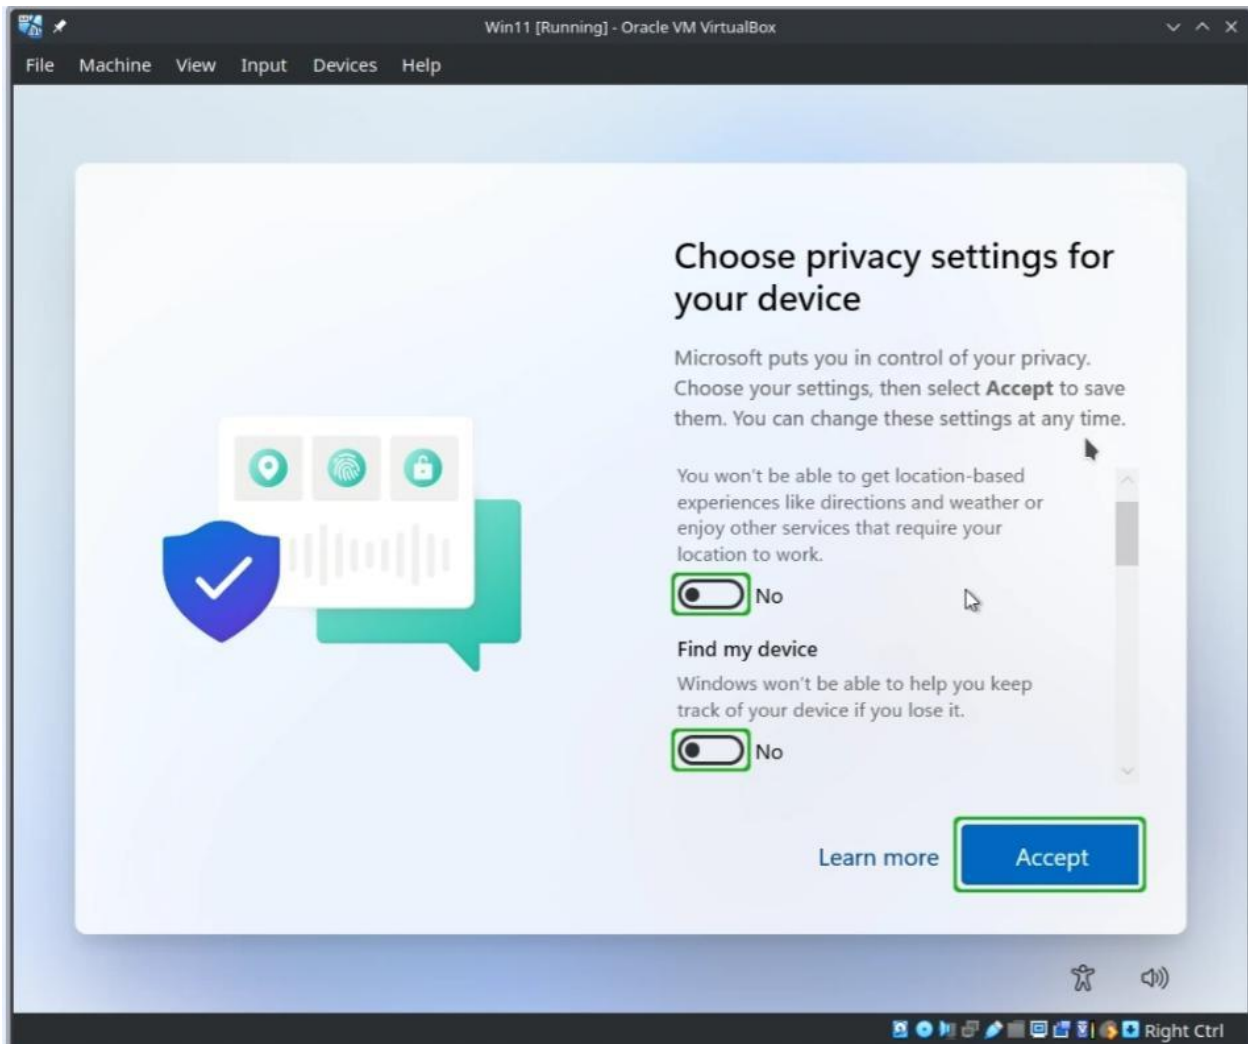 Win11 [Running] - Oracle VM VirtualBox
File Machine View Input Devices Help
Choose privacy settings for
your device
Microsoft puts you in control of your privacy.
Choose your settings, then select Accept to save
them. You can change these settings at any time.
You won't be able to get location-based
experiences like directions and weather or
enjoy other services that require your
location to work.
No
Find my device
Windows won't be able to help you keep
track of your device if you lose it.
No
Learn more Accept
Right Ctrl